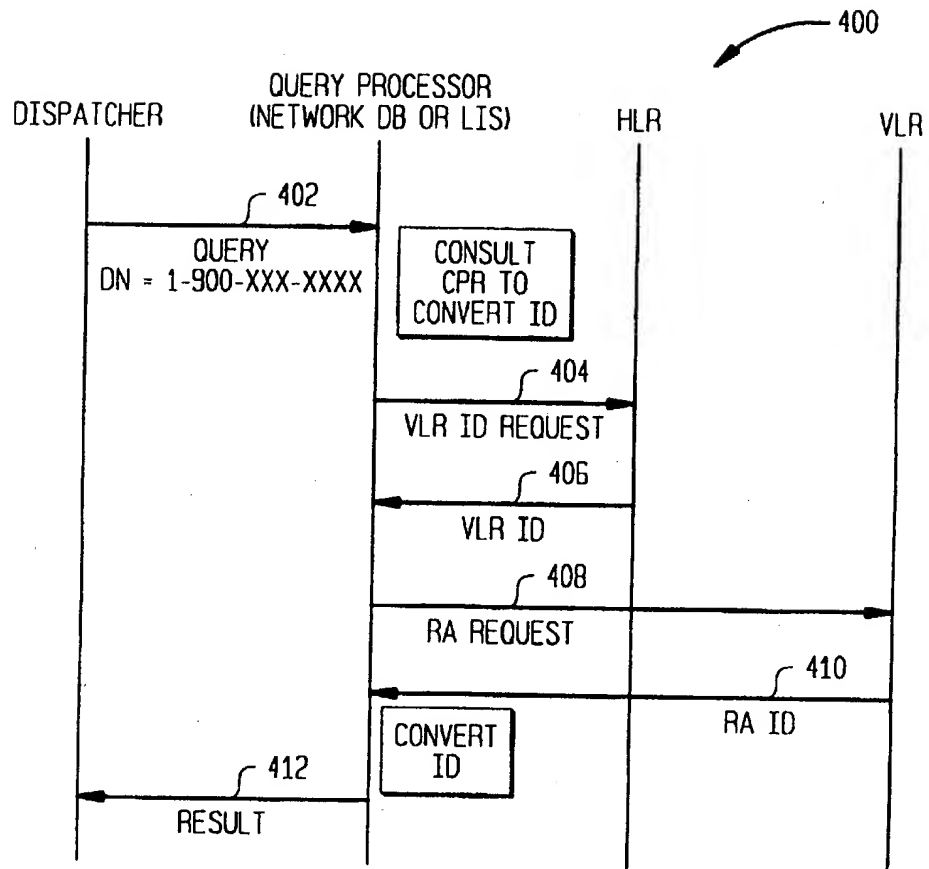 400
DISPATCHER
QUERY PROCESSOR
(NETWORK DB OR LIS)
HLR
VLR
402
QUERY
DN = 1-900-XXX-XXXX
CONSULT
CPR TO
CONVERT ID
404
VLR ID REQUEST
406
VLR ID
408
RA REQUEST
410
RA ID
CONVERT
ID
412
RESULT